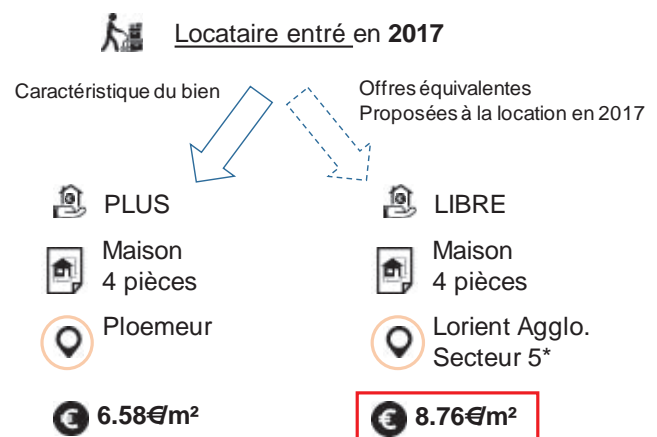 Locataire entré en 2017
Caractéristique du bien
Offres équivalentes
Proposées à la location en 2017
PLUS
Maison
4 pièces
Ploemeur
6.58€/m²
LIBRE
Maison
4 pièces
Lorient Agglo.
Secteur 5*
8.76€/m²